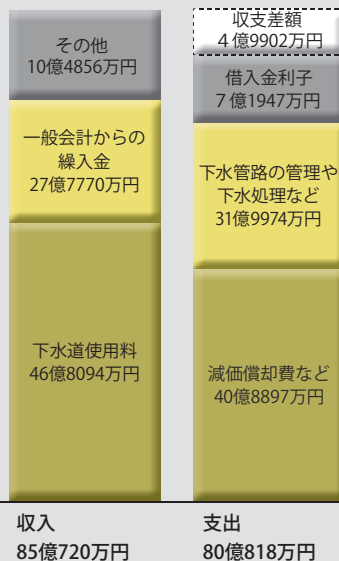 その他
10億4856万円
一般会計からの
繰入金
27億7770万円
下水道使用料
46億8094万円
収入
85億720万円
収支差額
4億9902万円
借入金利子
7億1947万円
下水管路の管理や
下水処理など
31億9974万円
減価償却費など
40億8897万円
支出
80億818万円